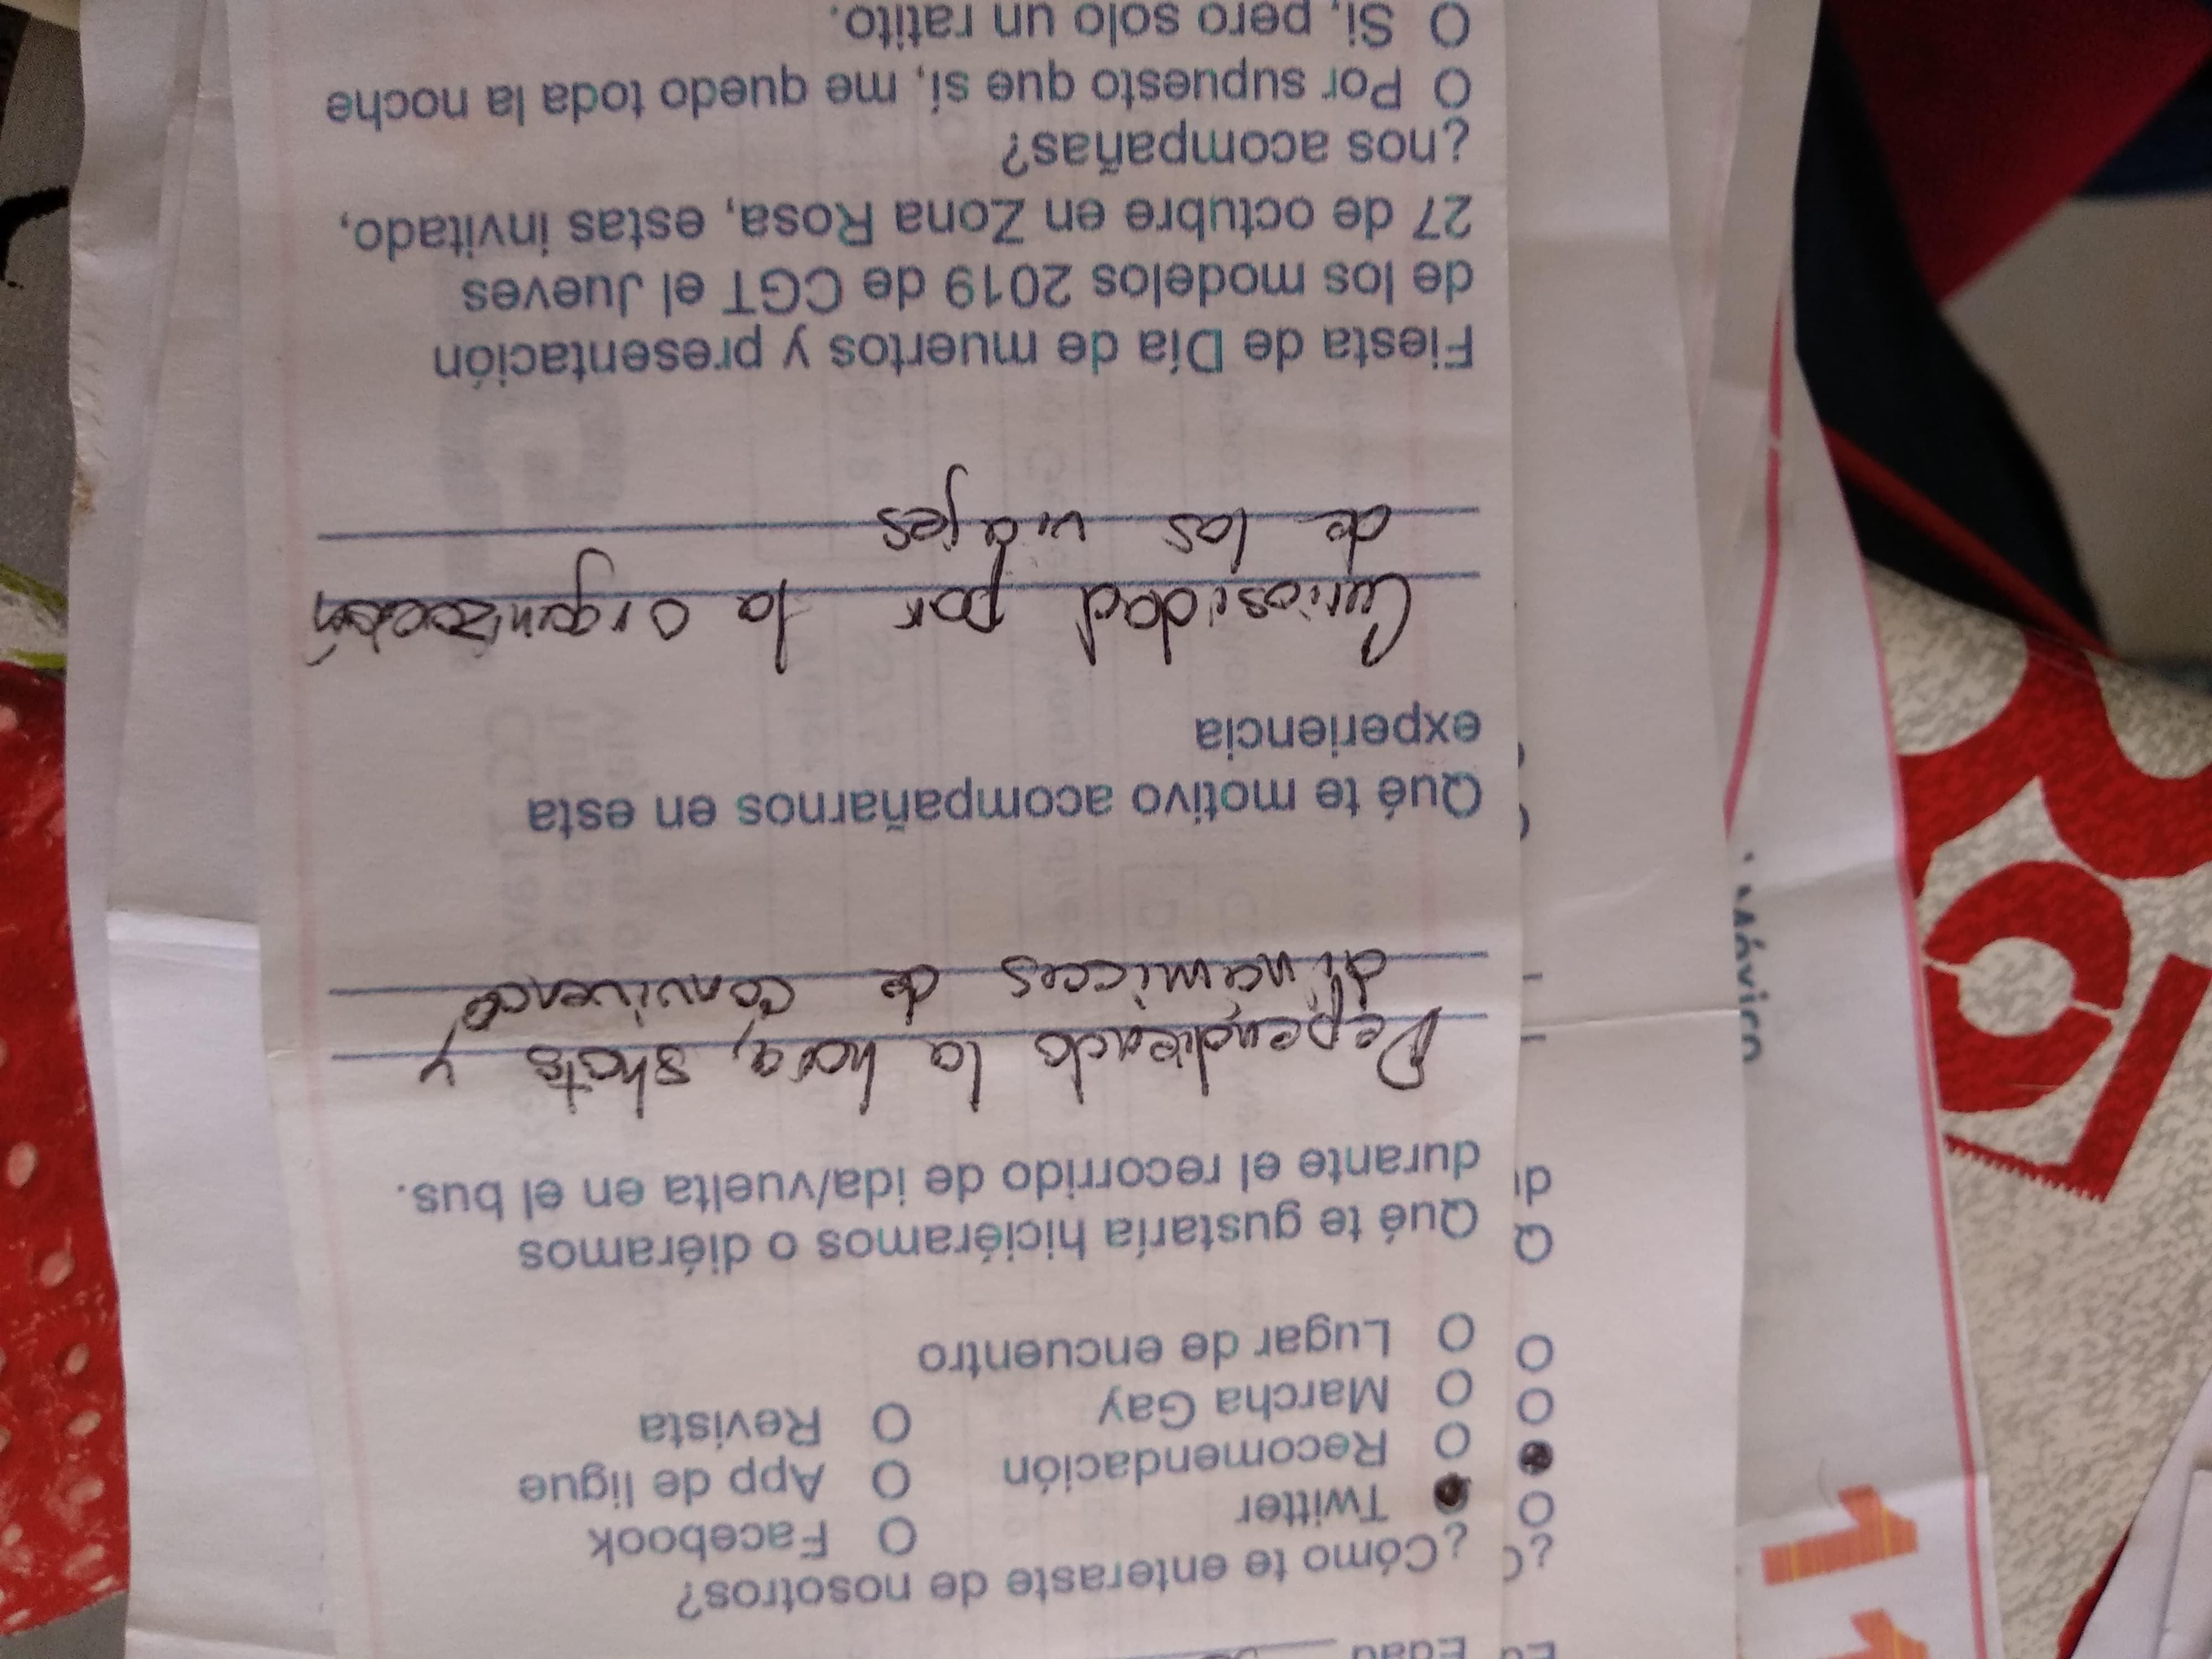 Edad
¿Cómo te enteraste de nosotros?
Twitter Facebook
Recomendación App de ligue
Marcha Gay Revista
Lugar de encuentro
Qué te gustaría hiciéramos o diéramos
durante el recorrido de ida/vuelta en el bus.
Dependiendo la hora, shots y
dinamicas de convivencia
Qué te motivo acompañarnos en esta
experiencia
Curiosidad por la organización
de los viajes
Fiesta de Día de muertos y presentación
de los modelos 2019 de CGT el Jueves
27 de octubre en Zona Rosa, estas invitado,
¿nos acompañas?
O Por supuesto que sí, me quedo toda la noche
O Si, pero solo un ratito.
México
11